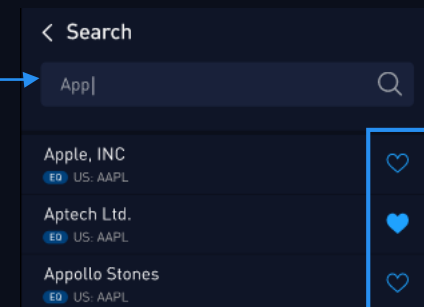 Search
App
Apple, INC
EQ US: AAPL
Aptech Ltd.
EQ US: AAPL
Appollo Stones
EQ US: AAPL